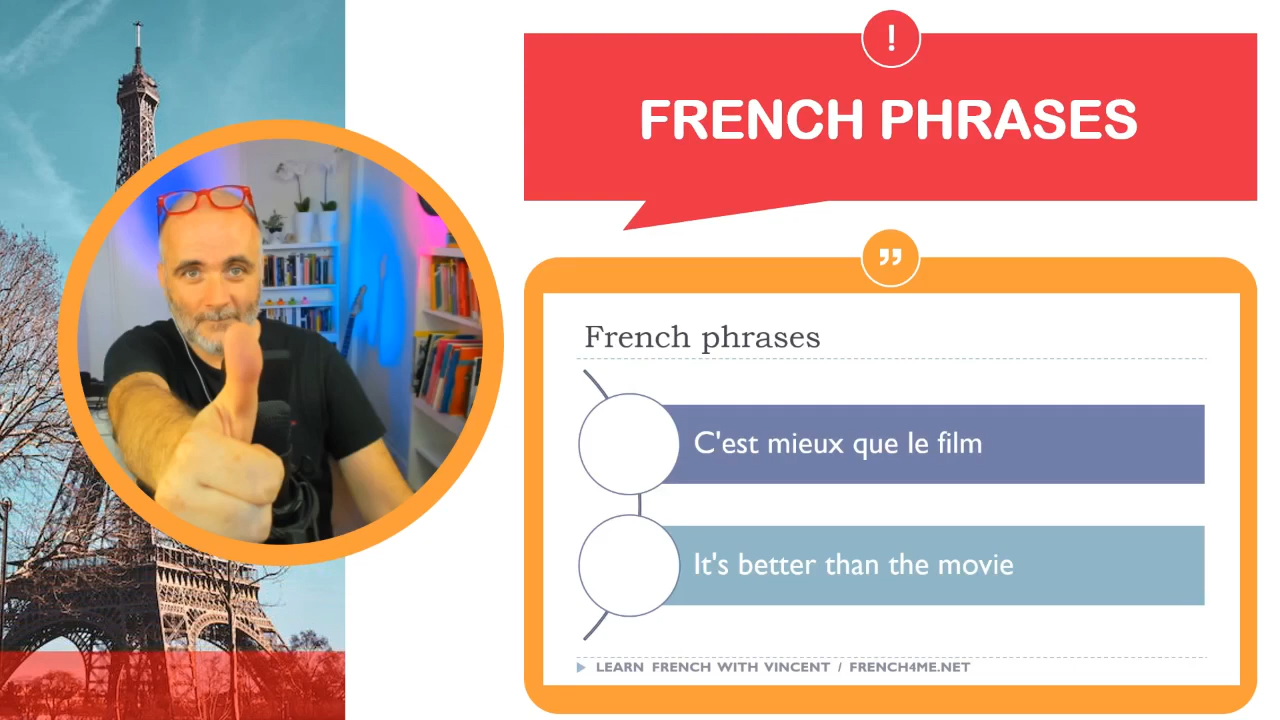 !
FRENCH PHRASES
”
French phrases
C'est mieux que le film
It's better than the movie
LEARN FRENCH WITH VINCENT / FRENCH4ME.NET